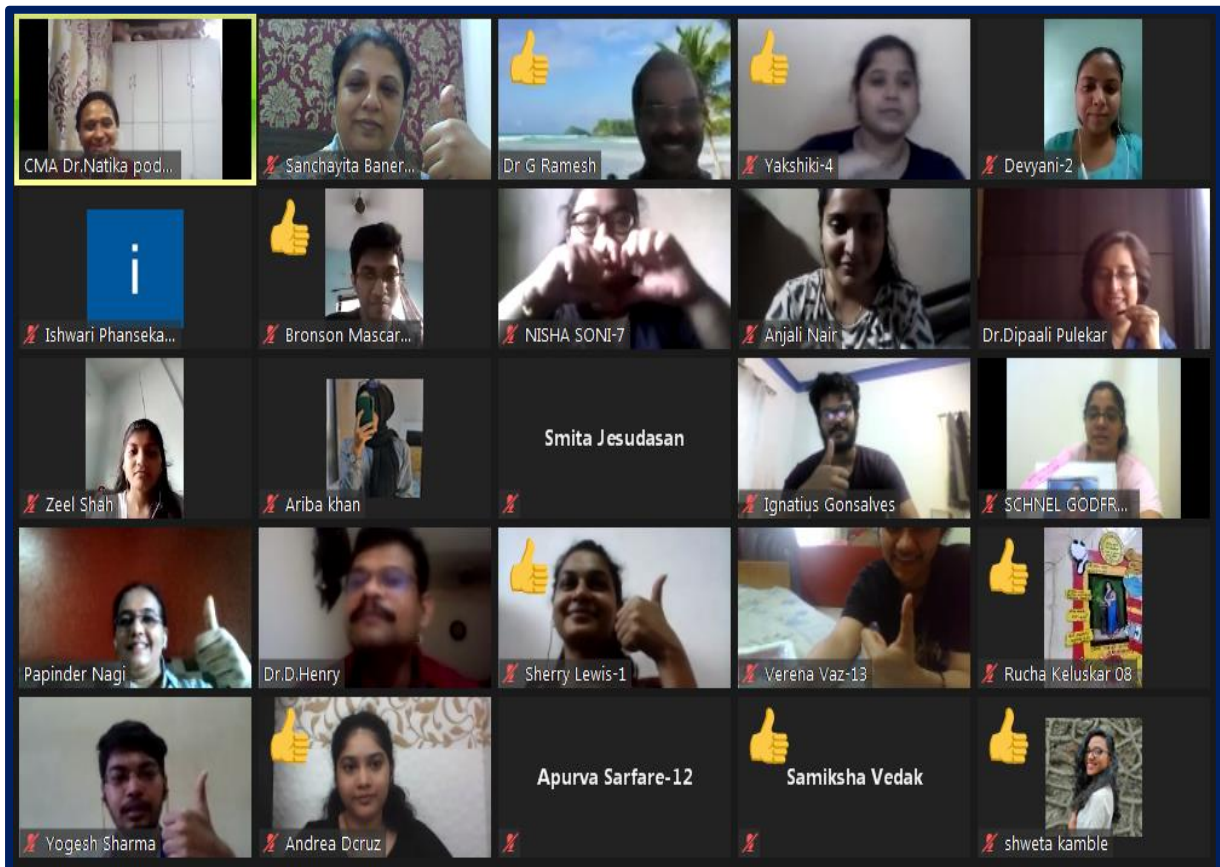 CMA Dr.Natika pod...
Sanchayita Baner...
Dr G Ramesh
Yakshiki-4
Devyani-2
i
Ishwari Phanseka...
Bronson Mascar...
NISHA SONI-7
Anjali Nair
Dr.Dipaali Pulekar
Zeel Shah
Ariba khan
Smita Jesudasan
Ignatius Gonsalves
SCHNEL GODFR...
Papinder Nagi
Dr.D.Henry
Sherry Lewis-1
Verena Vaz-13
Rucha Keluskar 08
Yogesh Sharma
Andrea Dcruz
Apurva Sarfare-12
Samiksha Vedak
shweta kamble